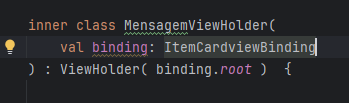 inner class MensagemViewHolder(
val binding: ItemCardviewBinding
) : ViewHolder( binding.root ) {